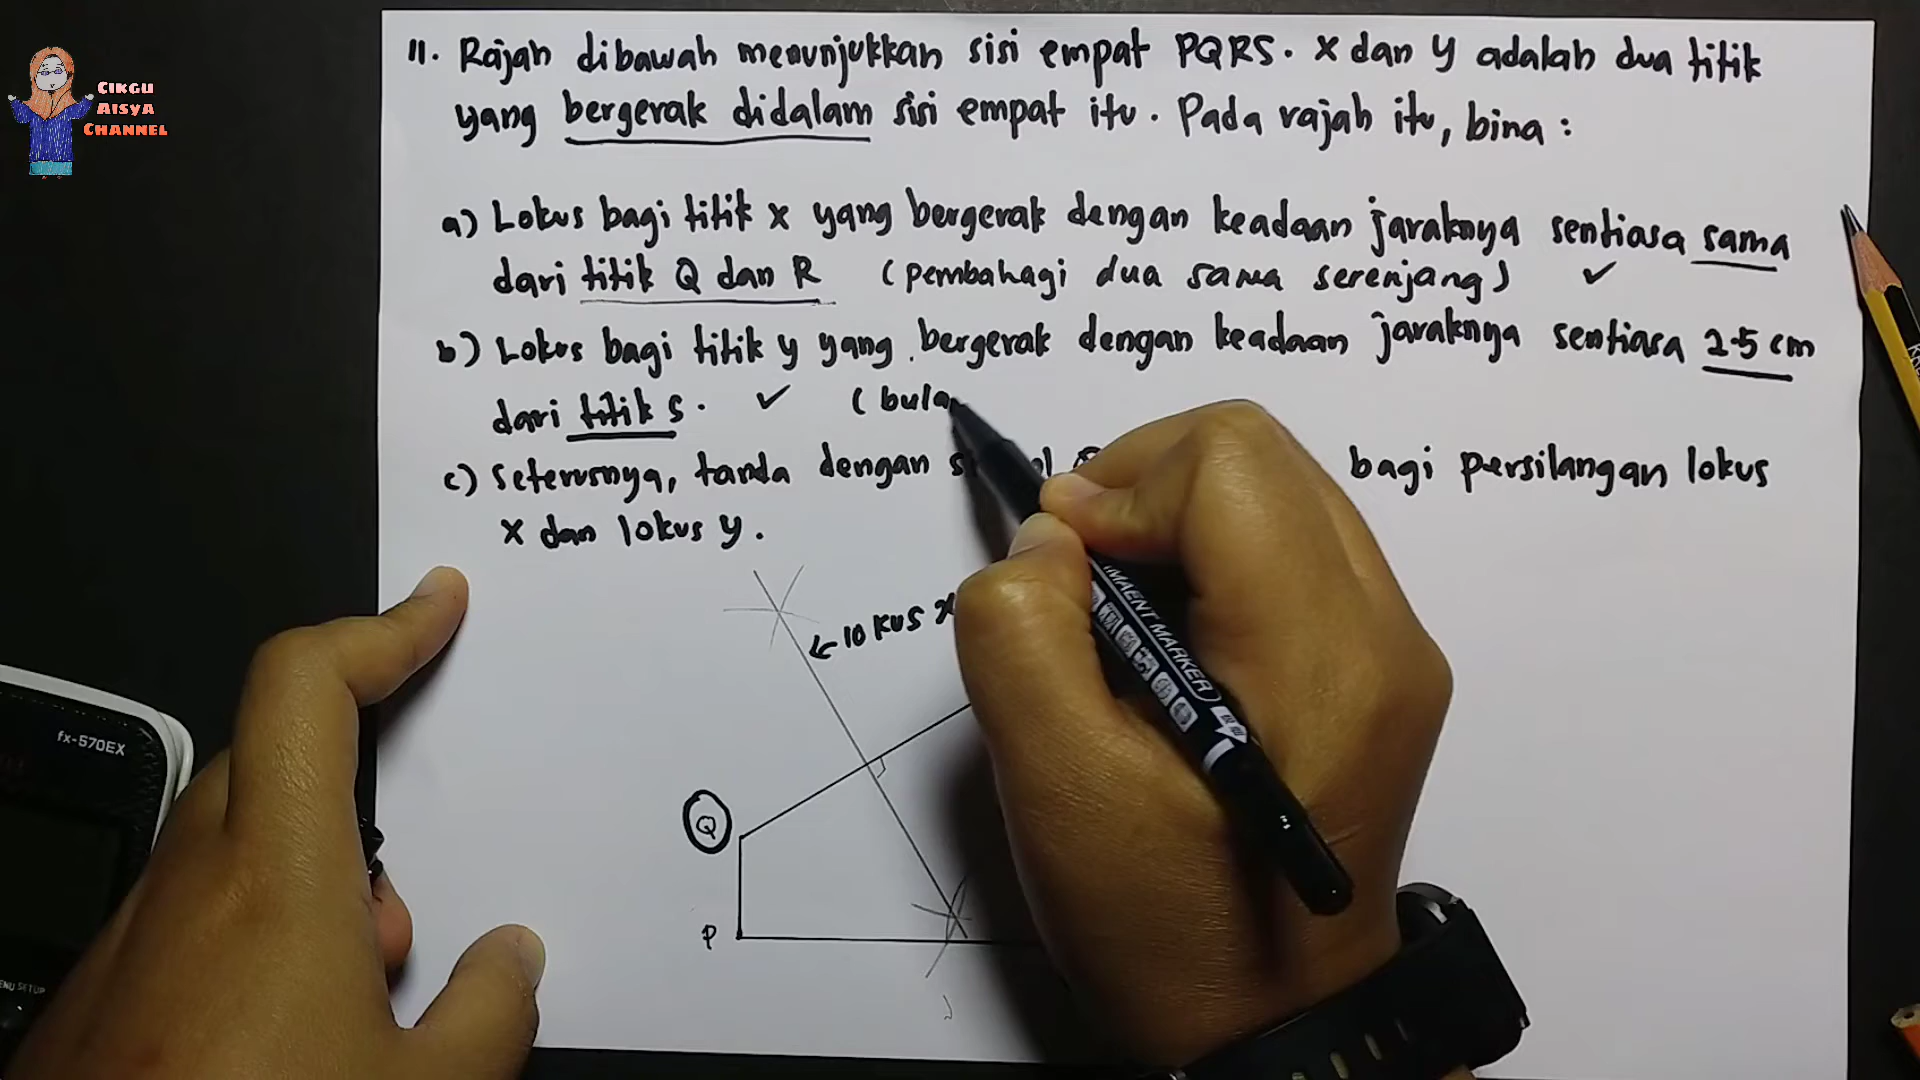 CIKGU
AISYA
CHANNEL
11. Rajah dibawah menunjukkan sisi empat PQRS. X dan Y adalah dua titik
yang bergerak didalam sisi empat itu. Pada rajah itu, bina :
a) Lokus bagi titik x yang bergerak dengan keadaan jaraknya sentiasa sama
dari titik Q dan R (pembahagi dua sama serenjang) ✓
b) Lokus bagi titik y yang bergerak dengan keadaan jaraknya sentiasa 2.5 cm
dari titik S. ✓ (bula
c) Seterusnya, tanda dengan bagi persilangan lokus
x dan lokus y.
lokus x
Q
P
fx-570EX
MARKER